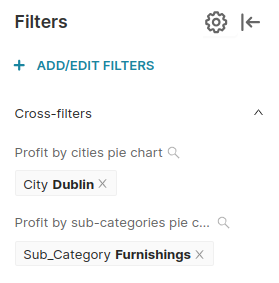 Filters
+ ADD/EDIT FILTERS
Cross-filters
Profit by cities pie chart
City Dublin ×
Profit by sub-categories pie c...
Sub_Category Furnishings ×